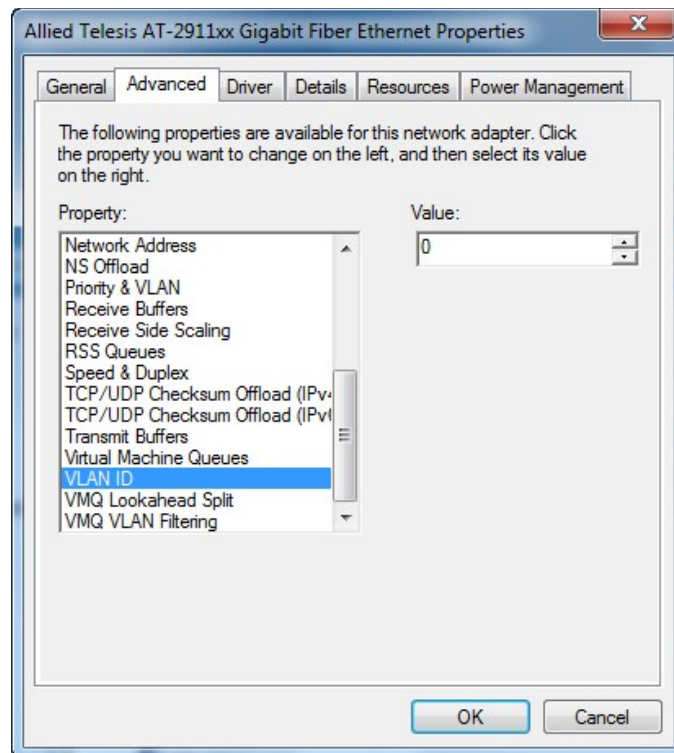 Allied Telesis AT-2911xx Gigabit Fiber Ethernet Properties
General Advanced Driver Details Resources Power Management
The following properties are available for this network adapter. Click
the property you want to change on the left, and then select its value
on the right.
Property:
Value:
Network Address
NS Offload
Priority & VLAN
Receive Buffers
Receive Side Scaling
RSS Queues
Speed & Duplex
TCP/UDP Checksum Offload (IPv4
TCP/UDP Checksum Offload (IPv6
Transmit Buffers
Virtual Machine Queues
VLAN ID
VMQ Lookahead Split
VMQ VLAN Filtering
0
OK Cancel